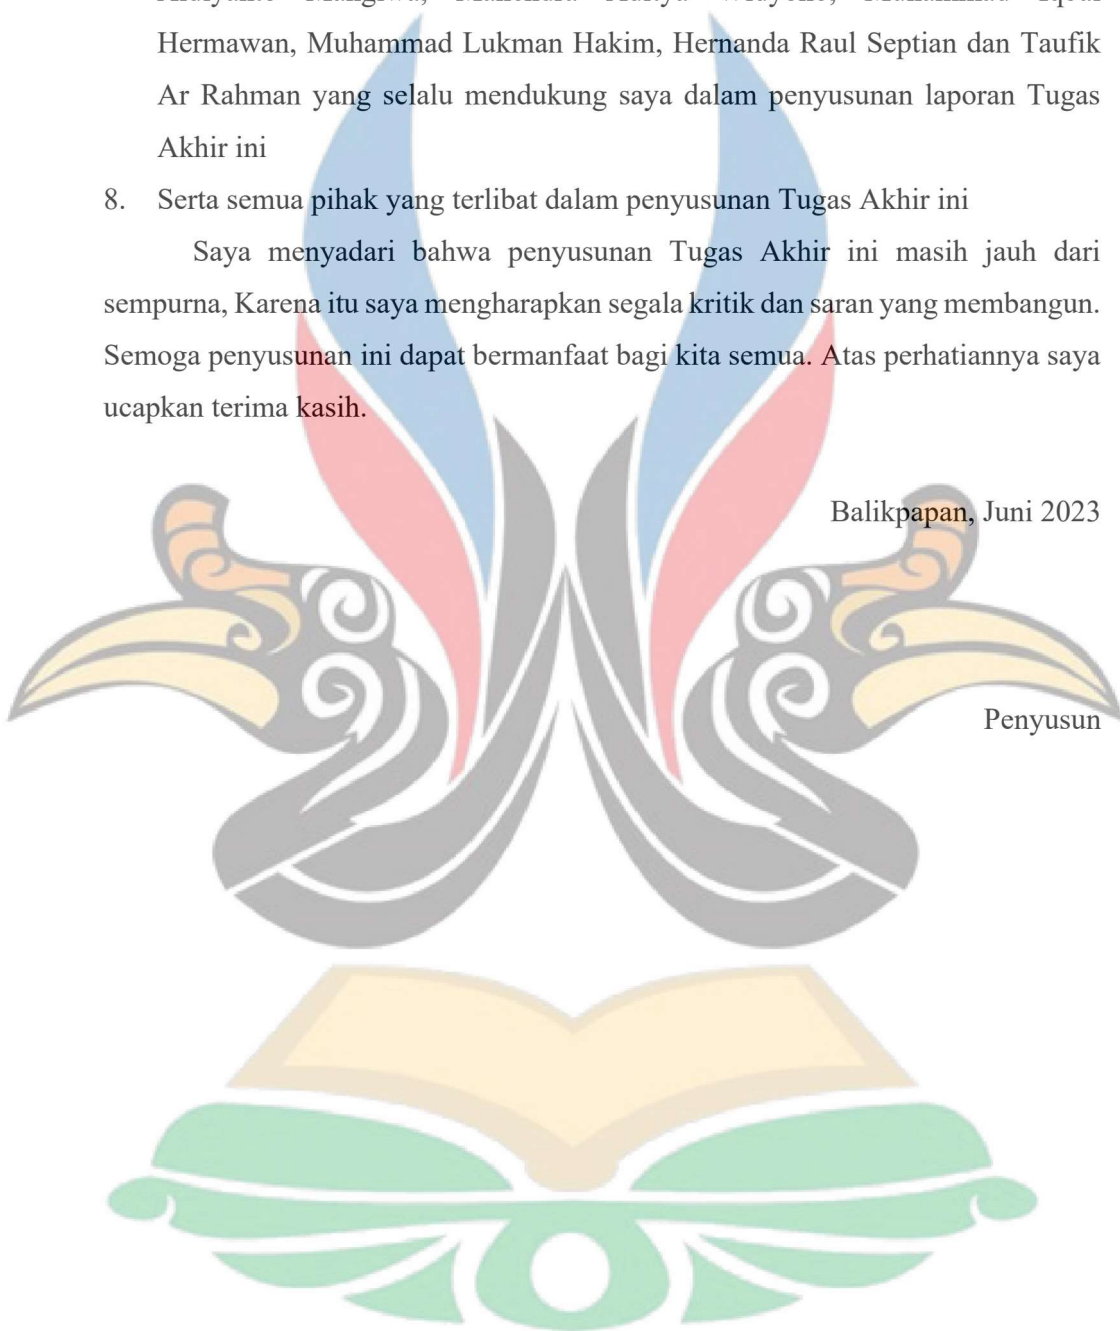 Hermawan, Muhammad Lukman Hakim, Hernanda Raul Septian dan Taufik
Ar Rahman yang selalu mendukung saya dalam penyusunan laporan Tugas
Akhir ini
8. Serta semua pihak yang terlibat dalam penyusunan Tugas Akhir ini
Saya menyadari bahwa penyusunan Tugas Akhir ini masih jauh dari
sempurna, Karena itu saya mengharapkan segala kritik dan saran yang membangun.
Semoga penyusunan ini dapat bermanfaat bagi kita semua. Atas perhatiannya saya
ucapkan terima kasih.
Balikpapan, Juni 2023
Penyusun